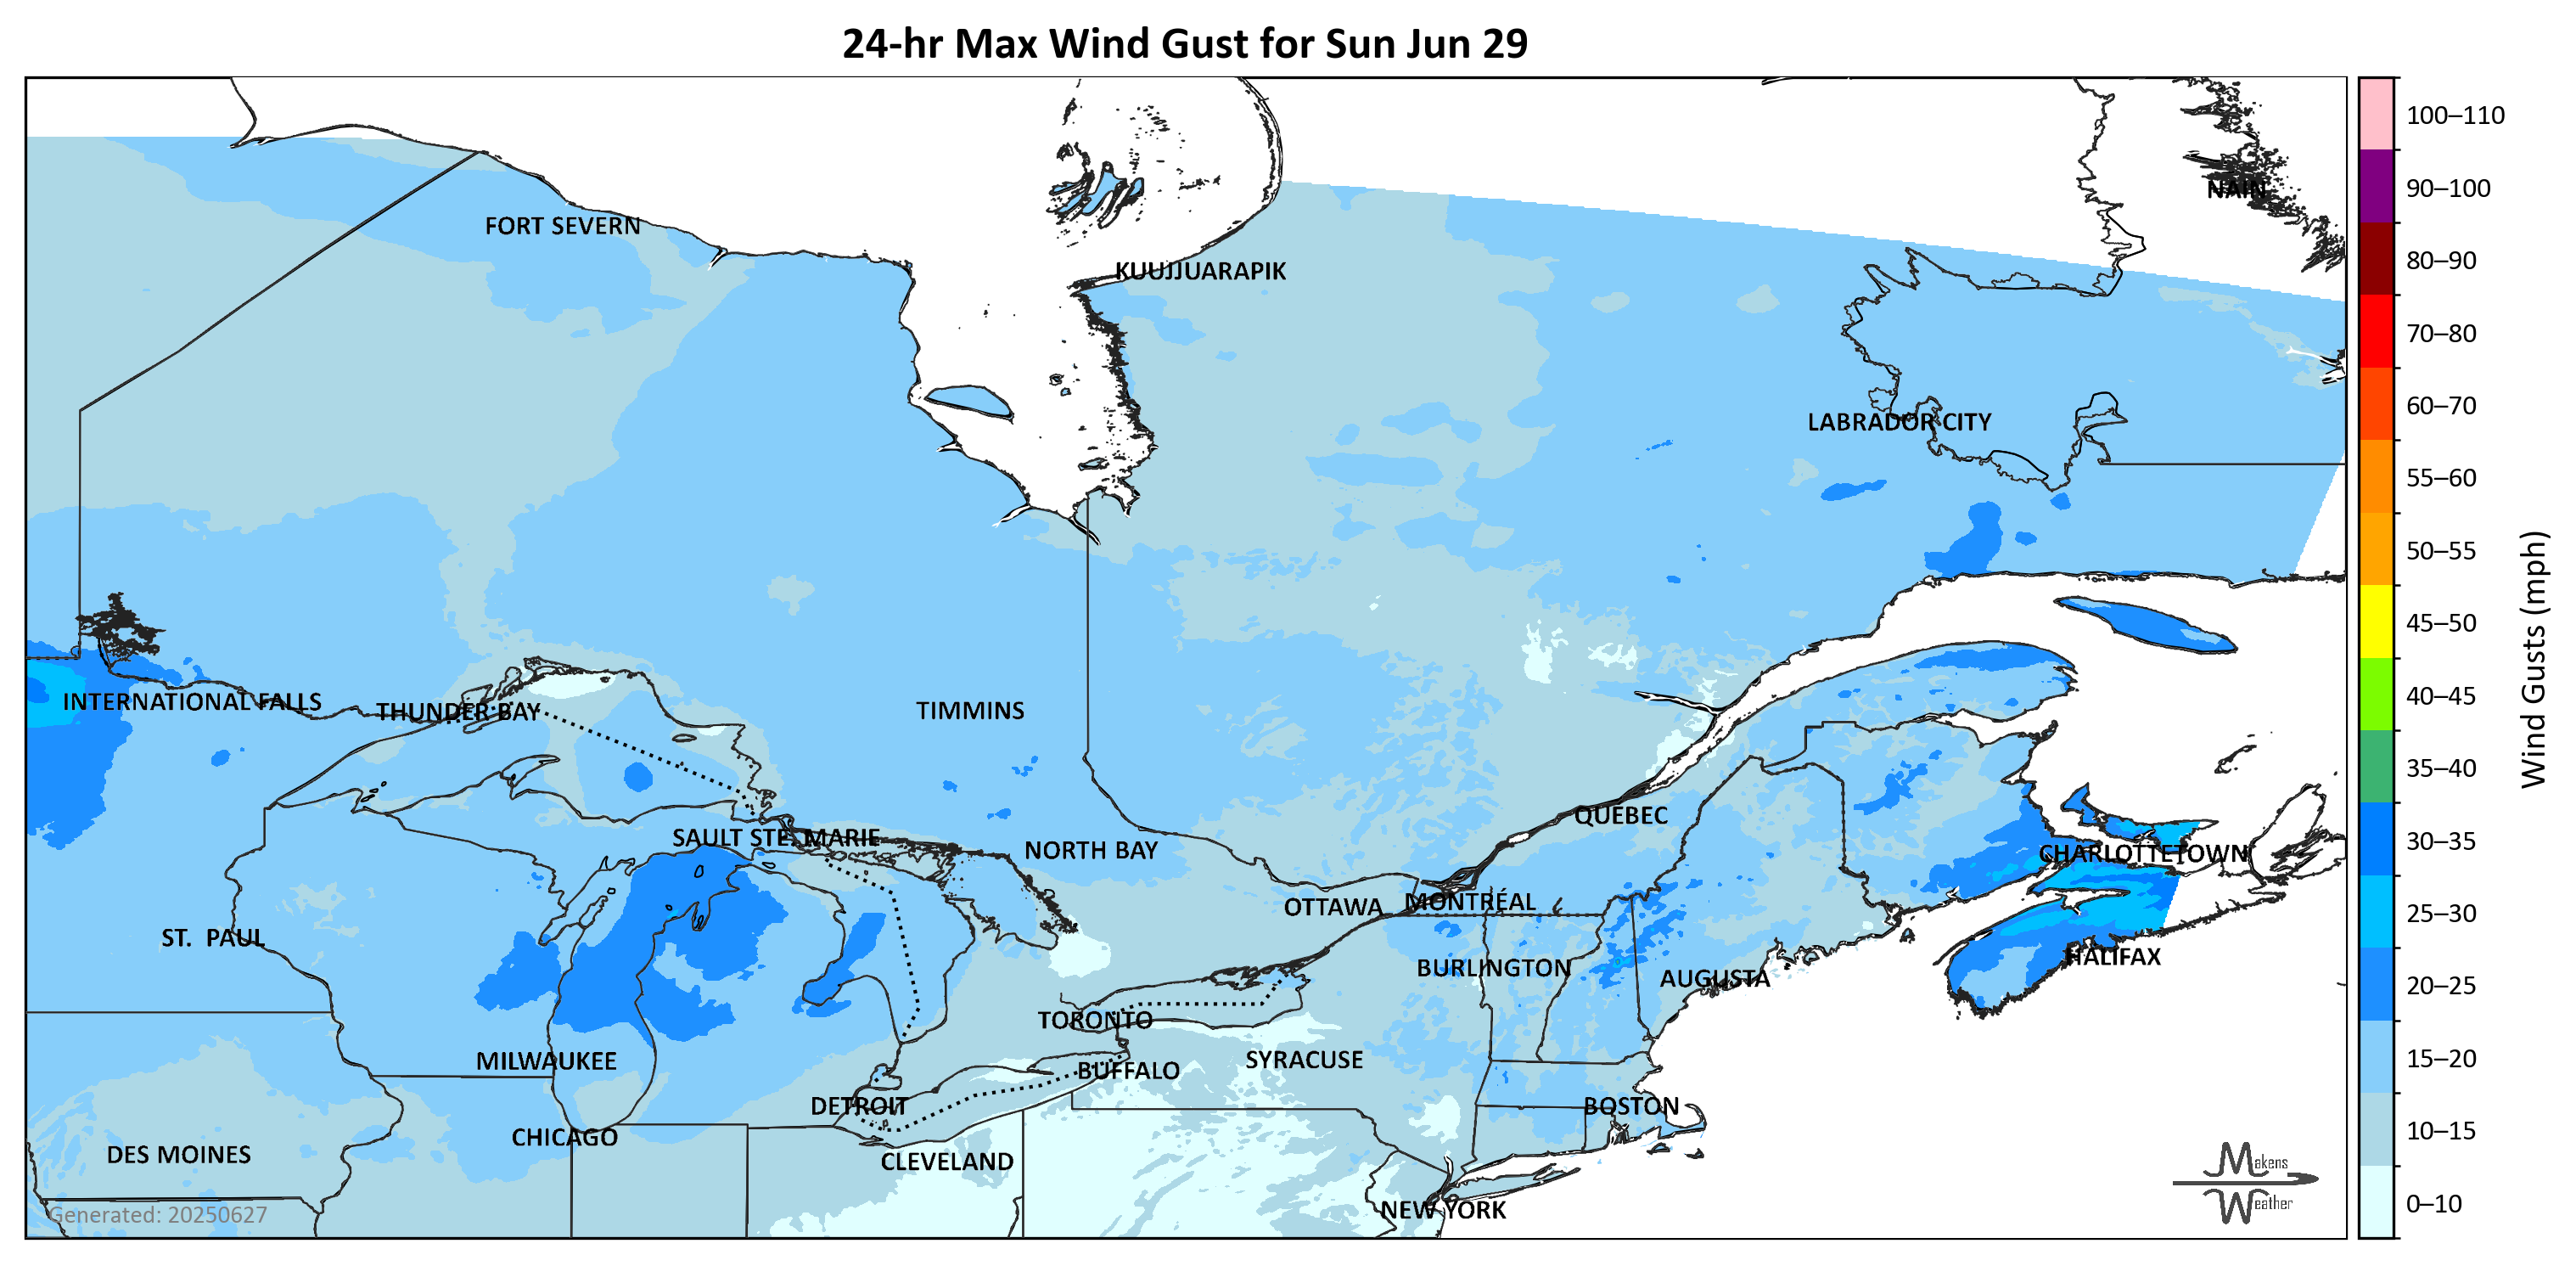 24-hr Max Wind Gust for Sun Jun 29
NAIN
FORT SEVERN
KUUJJUARAPIK
LABRADOR CITY
INTERNATIONAL FALLS
THUNDER BAY
TIMMINS
QUEBEC
SAULT STE. MARIE
NORTH BAY
CHARLOTTETOWN
OTTAWA
MONTRÉAL
ST. PAUL
HALIFAX
BURLINGTON
AUGUSTA
TORONTO
MILWAUKEE
BUFFALO
SYRACUSE
DETROIT
BOSTON
CHICAGO
DES MOINES
CLEVELAND
NEW YORK
Generated: 20250627
Makens
Weather
100–110
90–100
80–90
70–80
60–70
55–60
50–55
45–50
40–45
35–40
30–35
25–30
20–25
15–20
10–15
0–10
Wind Gusts (mph)